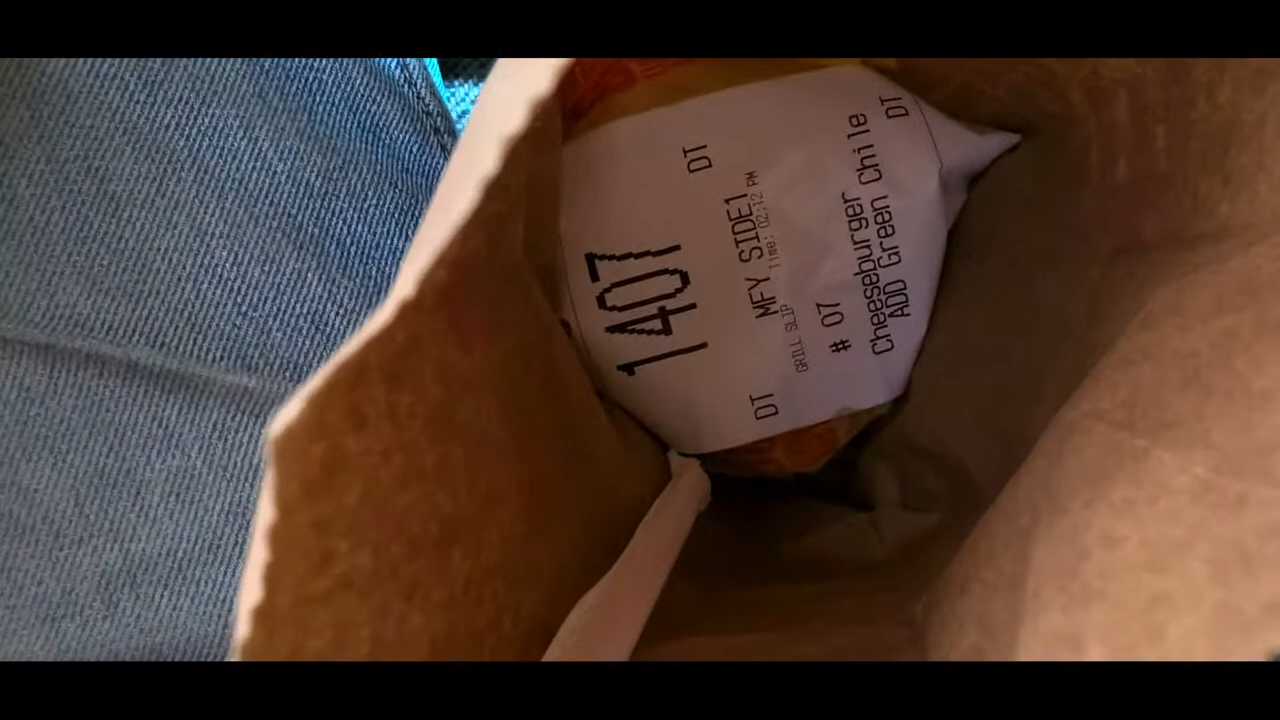 DT DT
1407
MFY SIDE1
Time: 02:12 PM
GRILL SLIP
# 07
Cheeseburger
ADD Green Chile
DT